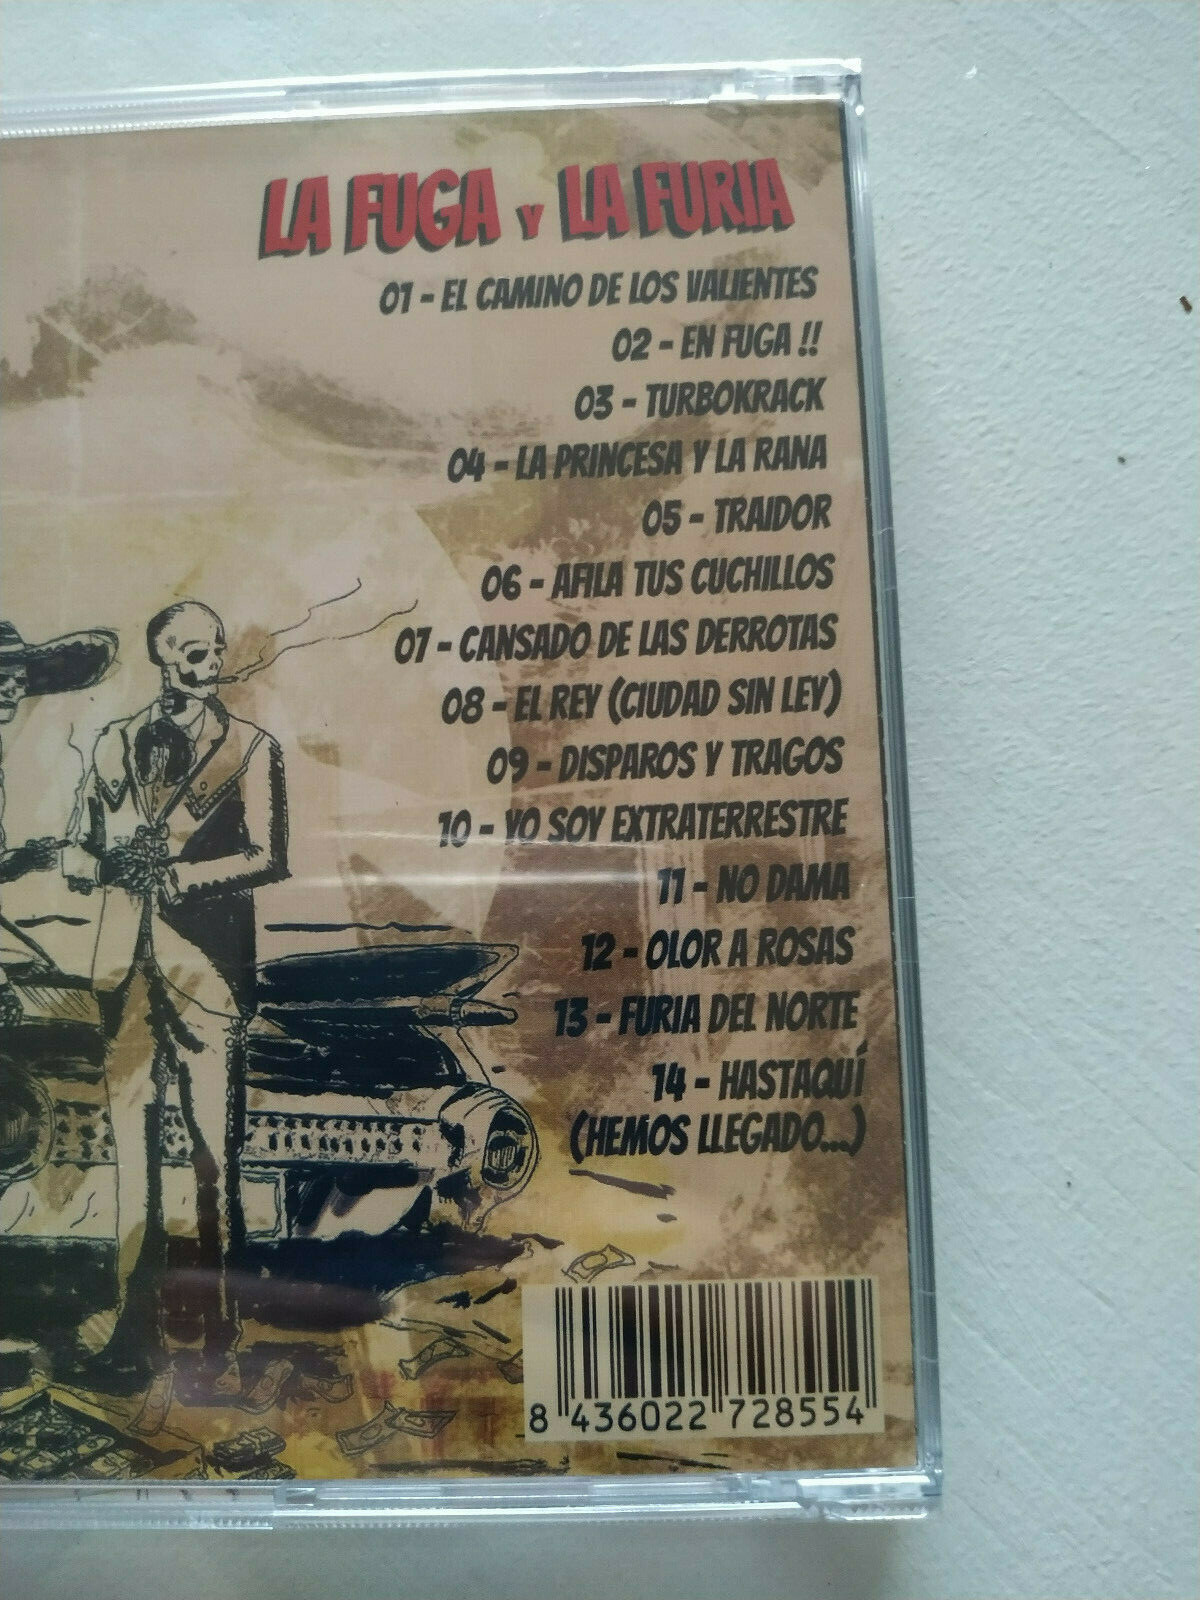 LA FUGA Y LA FURIA
01 - EL CAMINO DE LOS VALIENTES
02 - EN FUGA !!
03 - TURBOKRACK
04 - LA PRINCESA Y LA RANA
05 - TRAIDOR
06 - AFILA TUS CUCHILLOS
07 - CANSADO DE LAS DERROTAS
08 - EL REY (CIUDAD SIN LEY)
09 - DISPAROS Y TRAGOS
10 - YO SOY EXTRATERRESTRE
11 - NO DAMA
12 - OLOR A ROSAS
13 - FURIA DEL NORTE
14 - HASTAQUÍ
(HEMOS LLEGADO...)
8 436022 728554